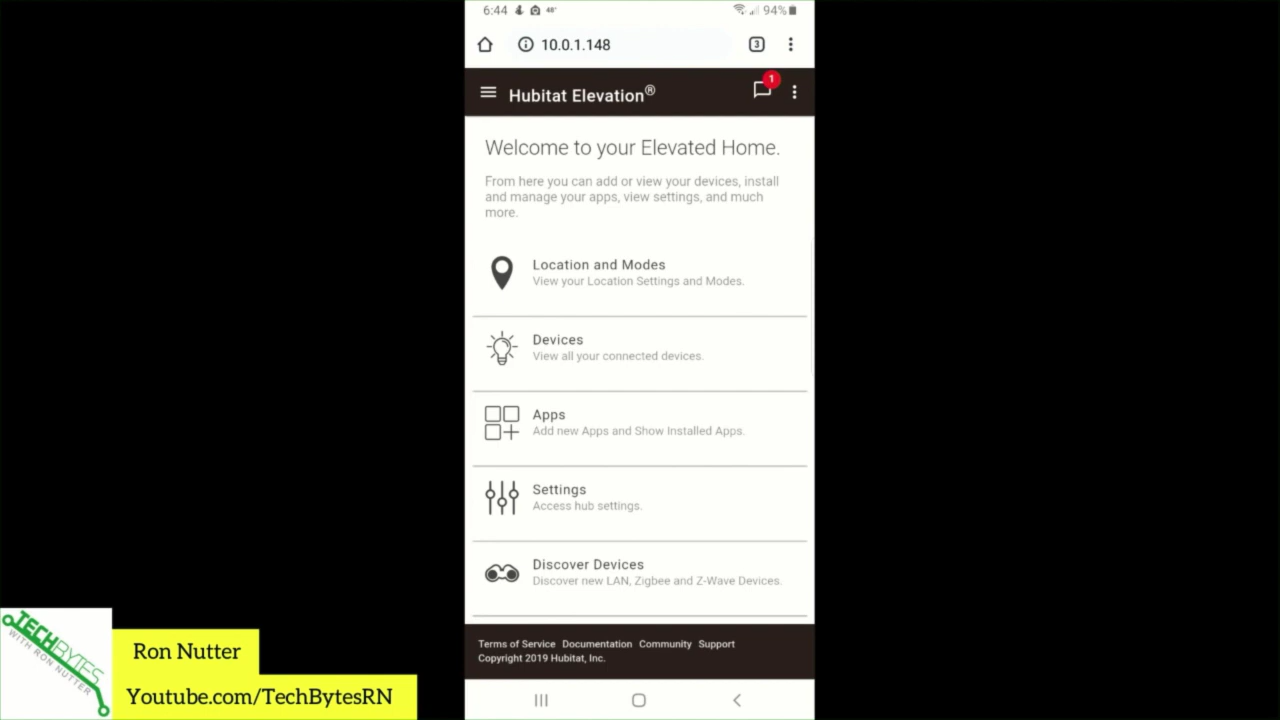 6:44 48° 94%
10.0.1.148 3
Hubitat Elevation® 1
Welcome to your Elevated Home.
From here you can add or view your devices, install
and manage your apps, view settings, and much
more.
Location and Modes
View your Location Settings and Modes.
Devices
View all your connected devices.
Apps
Add new Apps and Show Installed Apps.
Settings
Access hub settings.
Discover Devices
Discover new LAN, Zigbee and Z-Wave Devices.
Terms of Service Documentation Community Support
Copyright 2019 Hubitat, Inc.
TECHBYTES
WITH RON NUTTER
Ron Nutter
Youtube.com/TechBytesRN